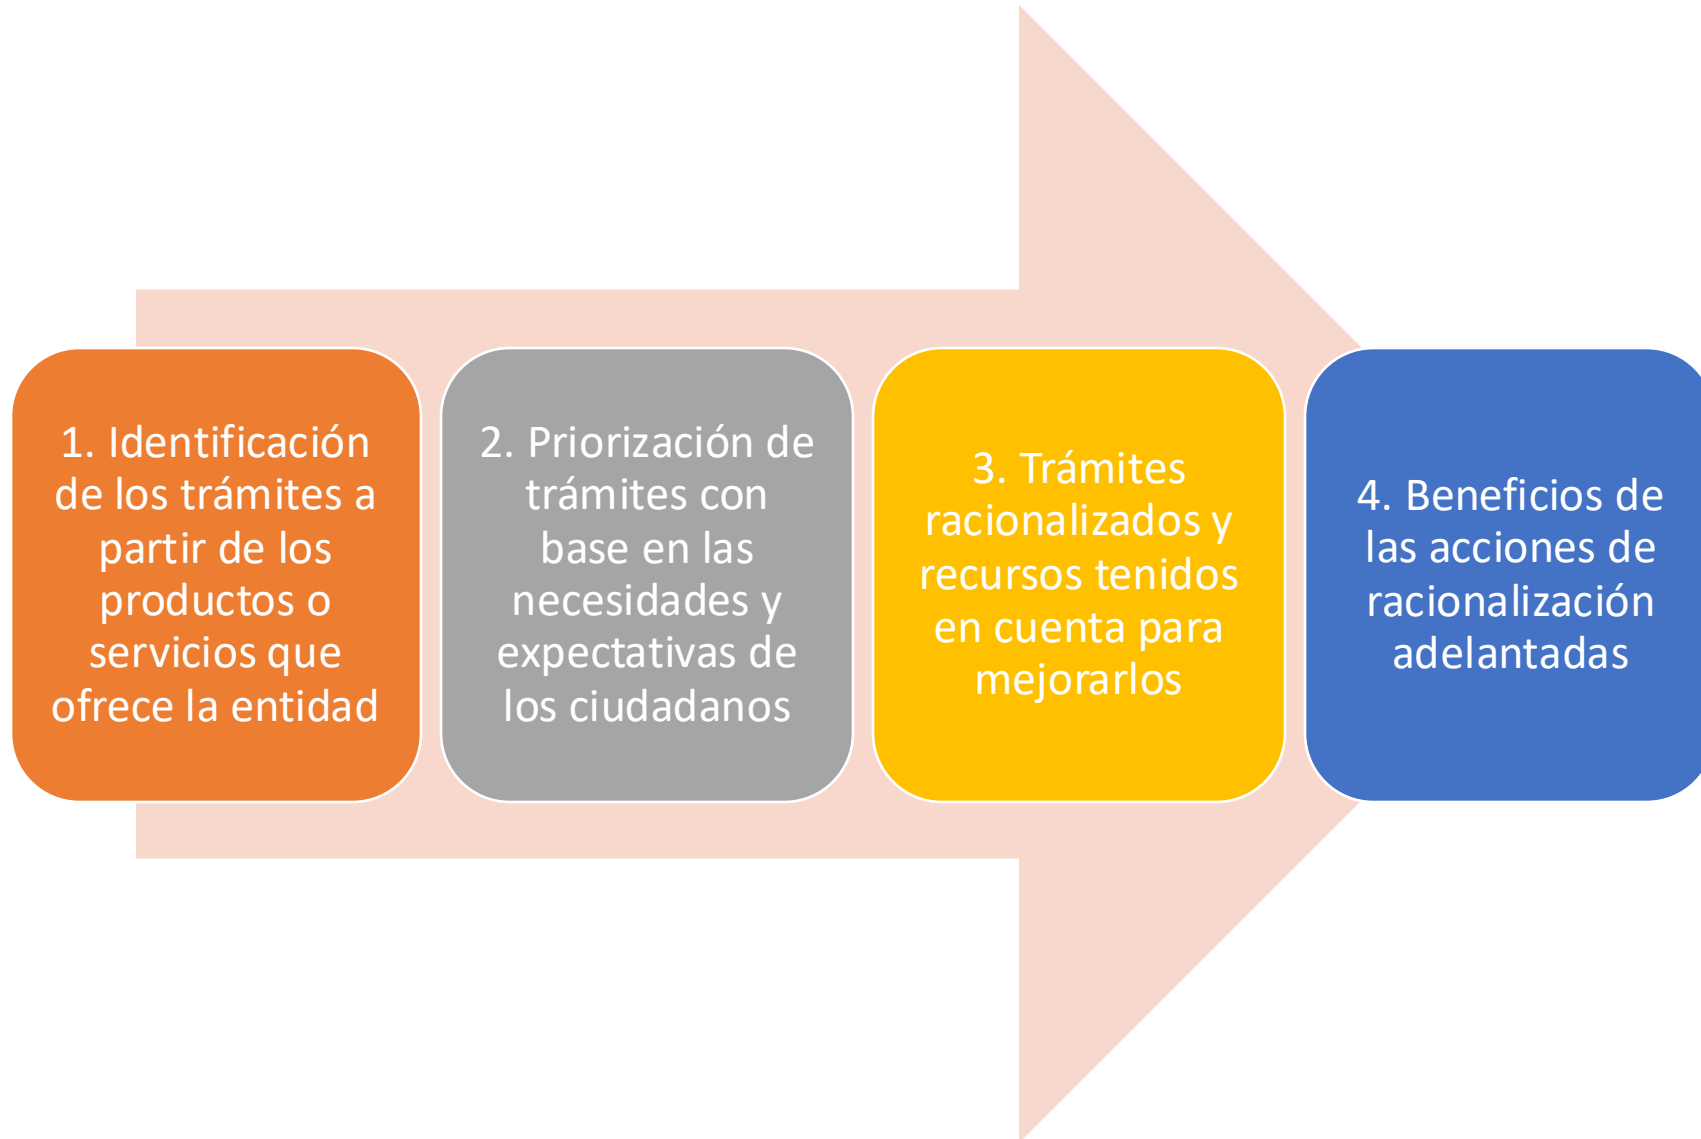 1. Identificación
de los trámites a
partir de los
productos o
servicios que
ofrece la entidad
2. Priorización de
trámites con
base en las
necesidades y
expectativas de
los ciudadanos
3. Trámites
racionalizados y
recursos tenidos
en cuenta para
mejorarlos
4. Beneficios de
las acciones de
racionalización
adelantadas